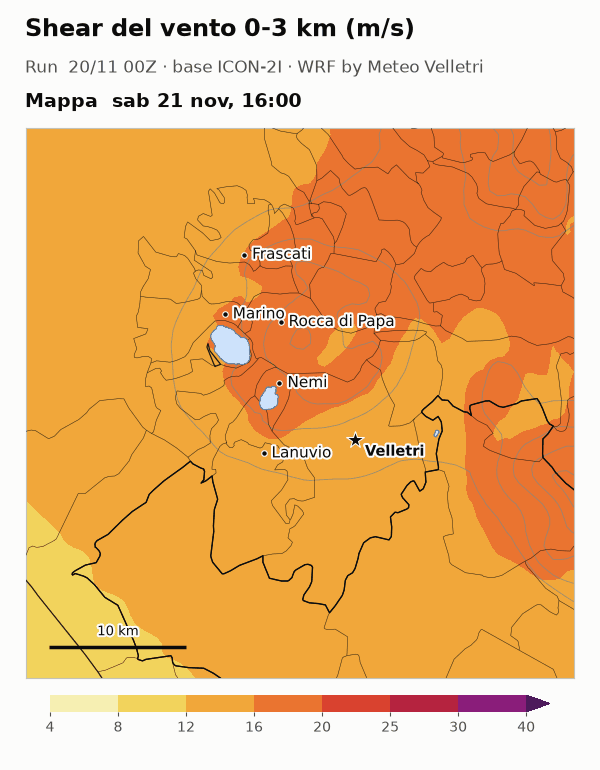 Shear del vento 0-3 km (m/s)
Run  20/11 00Z · base ICON-2I · WRF by Meteo Velletri
Mappa  sab 21 nov, 16:00
Frascati
Marino
Rocca di Papa
Nemi
Velletri
Lanuvio
10 km
4 8 12 16 20 25 30 40